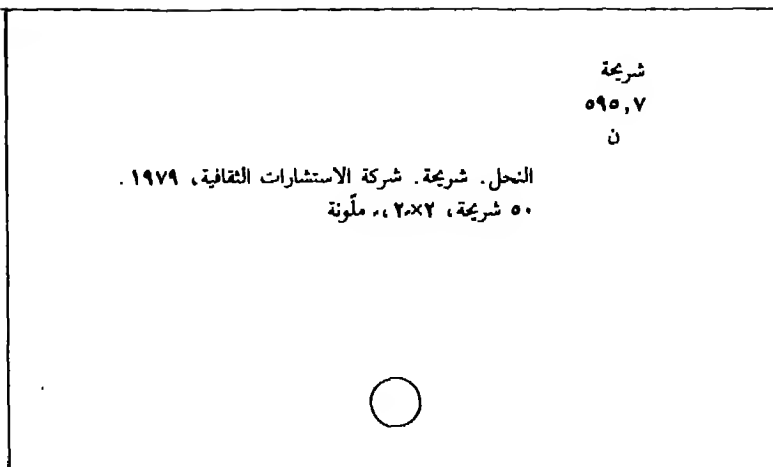 شريحة
٥٩٥,٧
ن
النحل. شريحة. شركة الاستشارات الثقافية، ١٩٧٩.
٥٠ شريحة، ٢×٢ً،، ملّونة